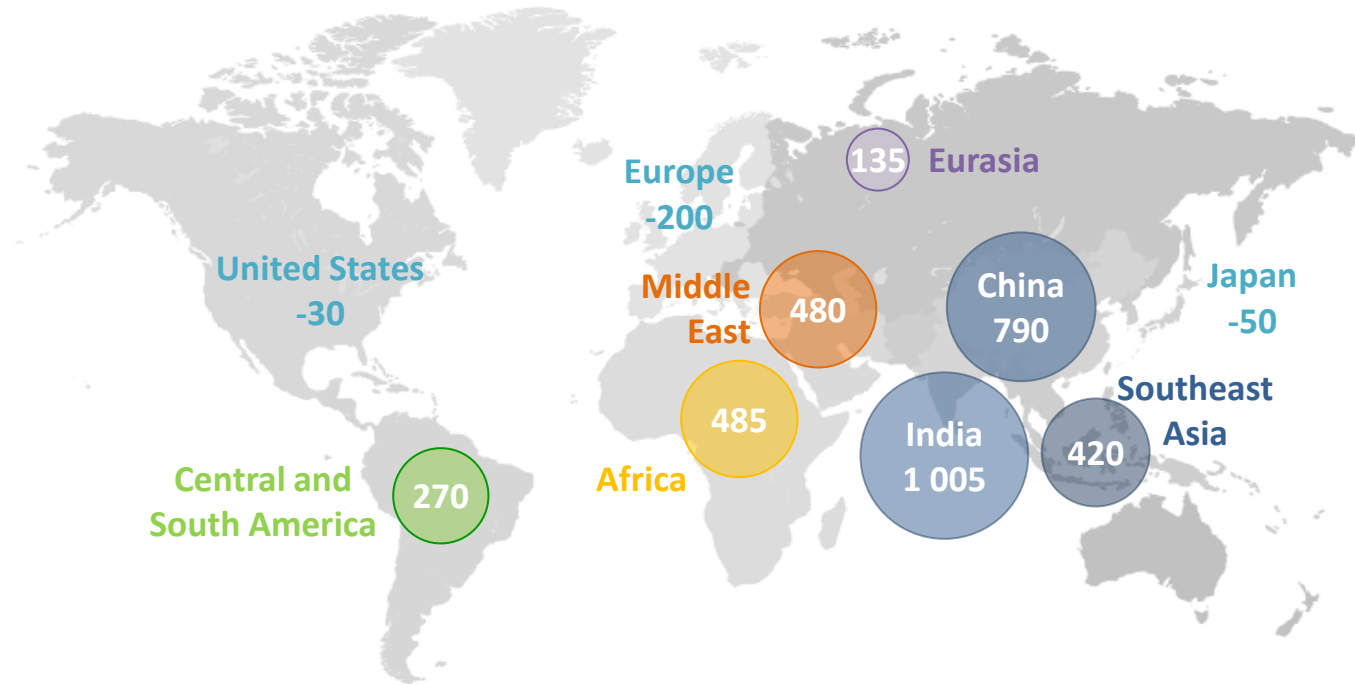 135
Eurasia
Europe
-200
United States
-30
Middle
East
480
China
790
Japan
-50
Southeast
Asia
485
Africa
India
1 005
420
Central and
South America
270